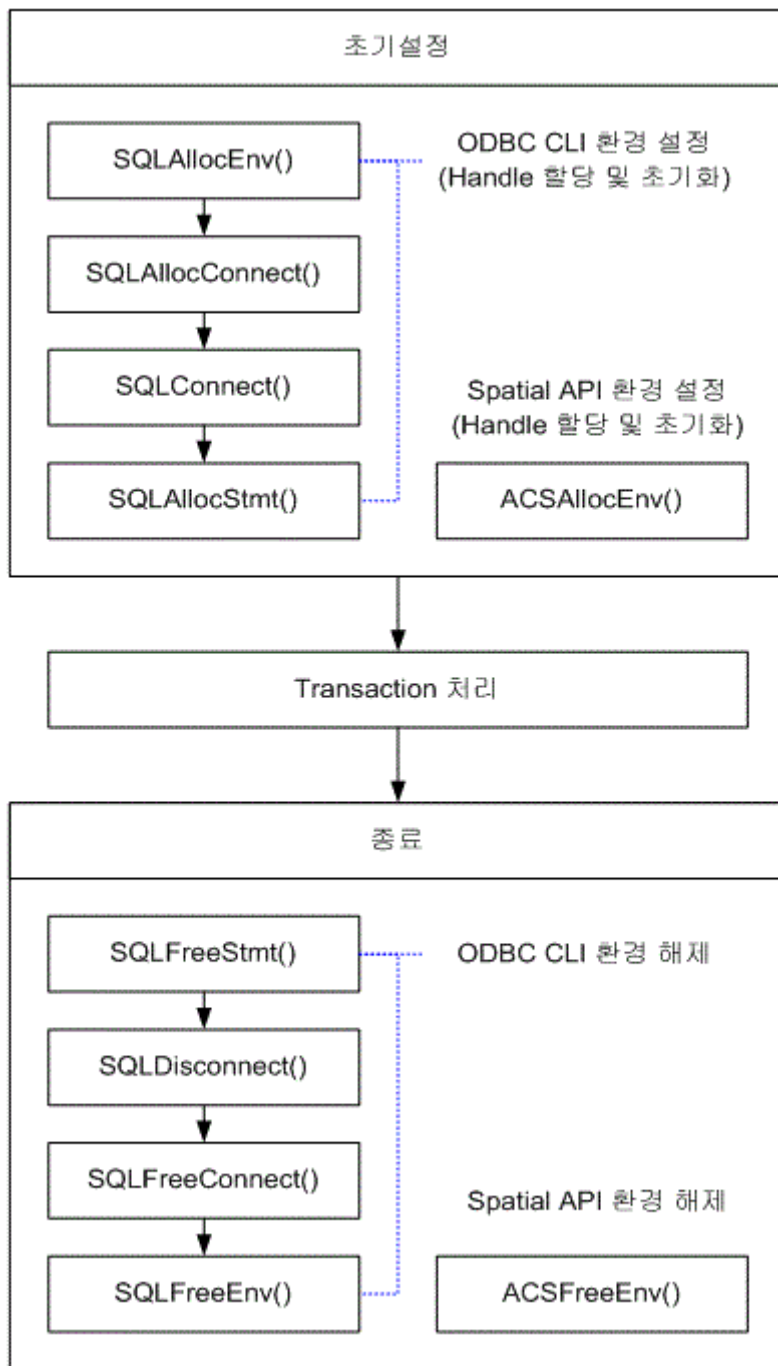 초기설정
SQLAllocEnv()
ODBC CLI 환경 설정
(Handle 할당 및 초기화)
SQLAllocConnect()
SQLConnect()
Spatial API 환경 설정
(Handle 할당 및 초기화)
SQLAllocStmt()
ACSAllocEnv()
Transaction 처리
종료
SQLFreeStmt()
ODBC CLI 환경 해제
SQLDisconnect()
SQLFreeConnect()
Spatial API 환경 해제
SQLFreeEnv()
ACSFreeEnv()